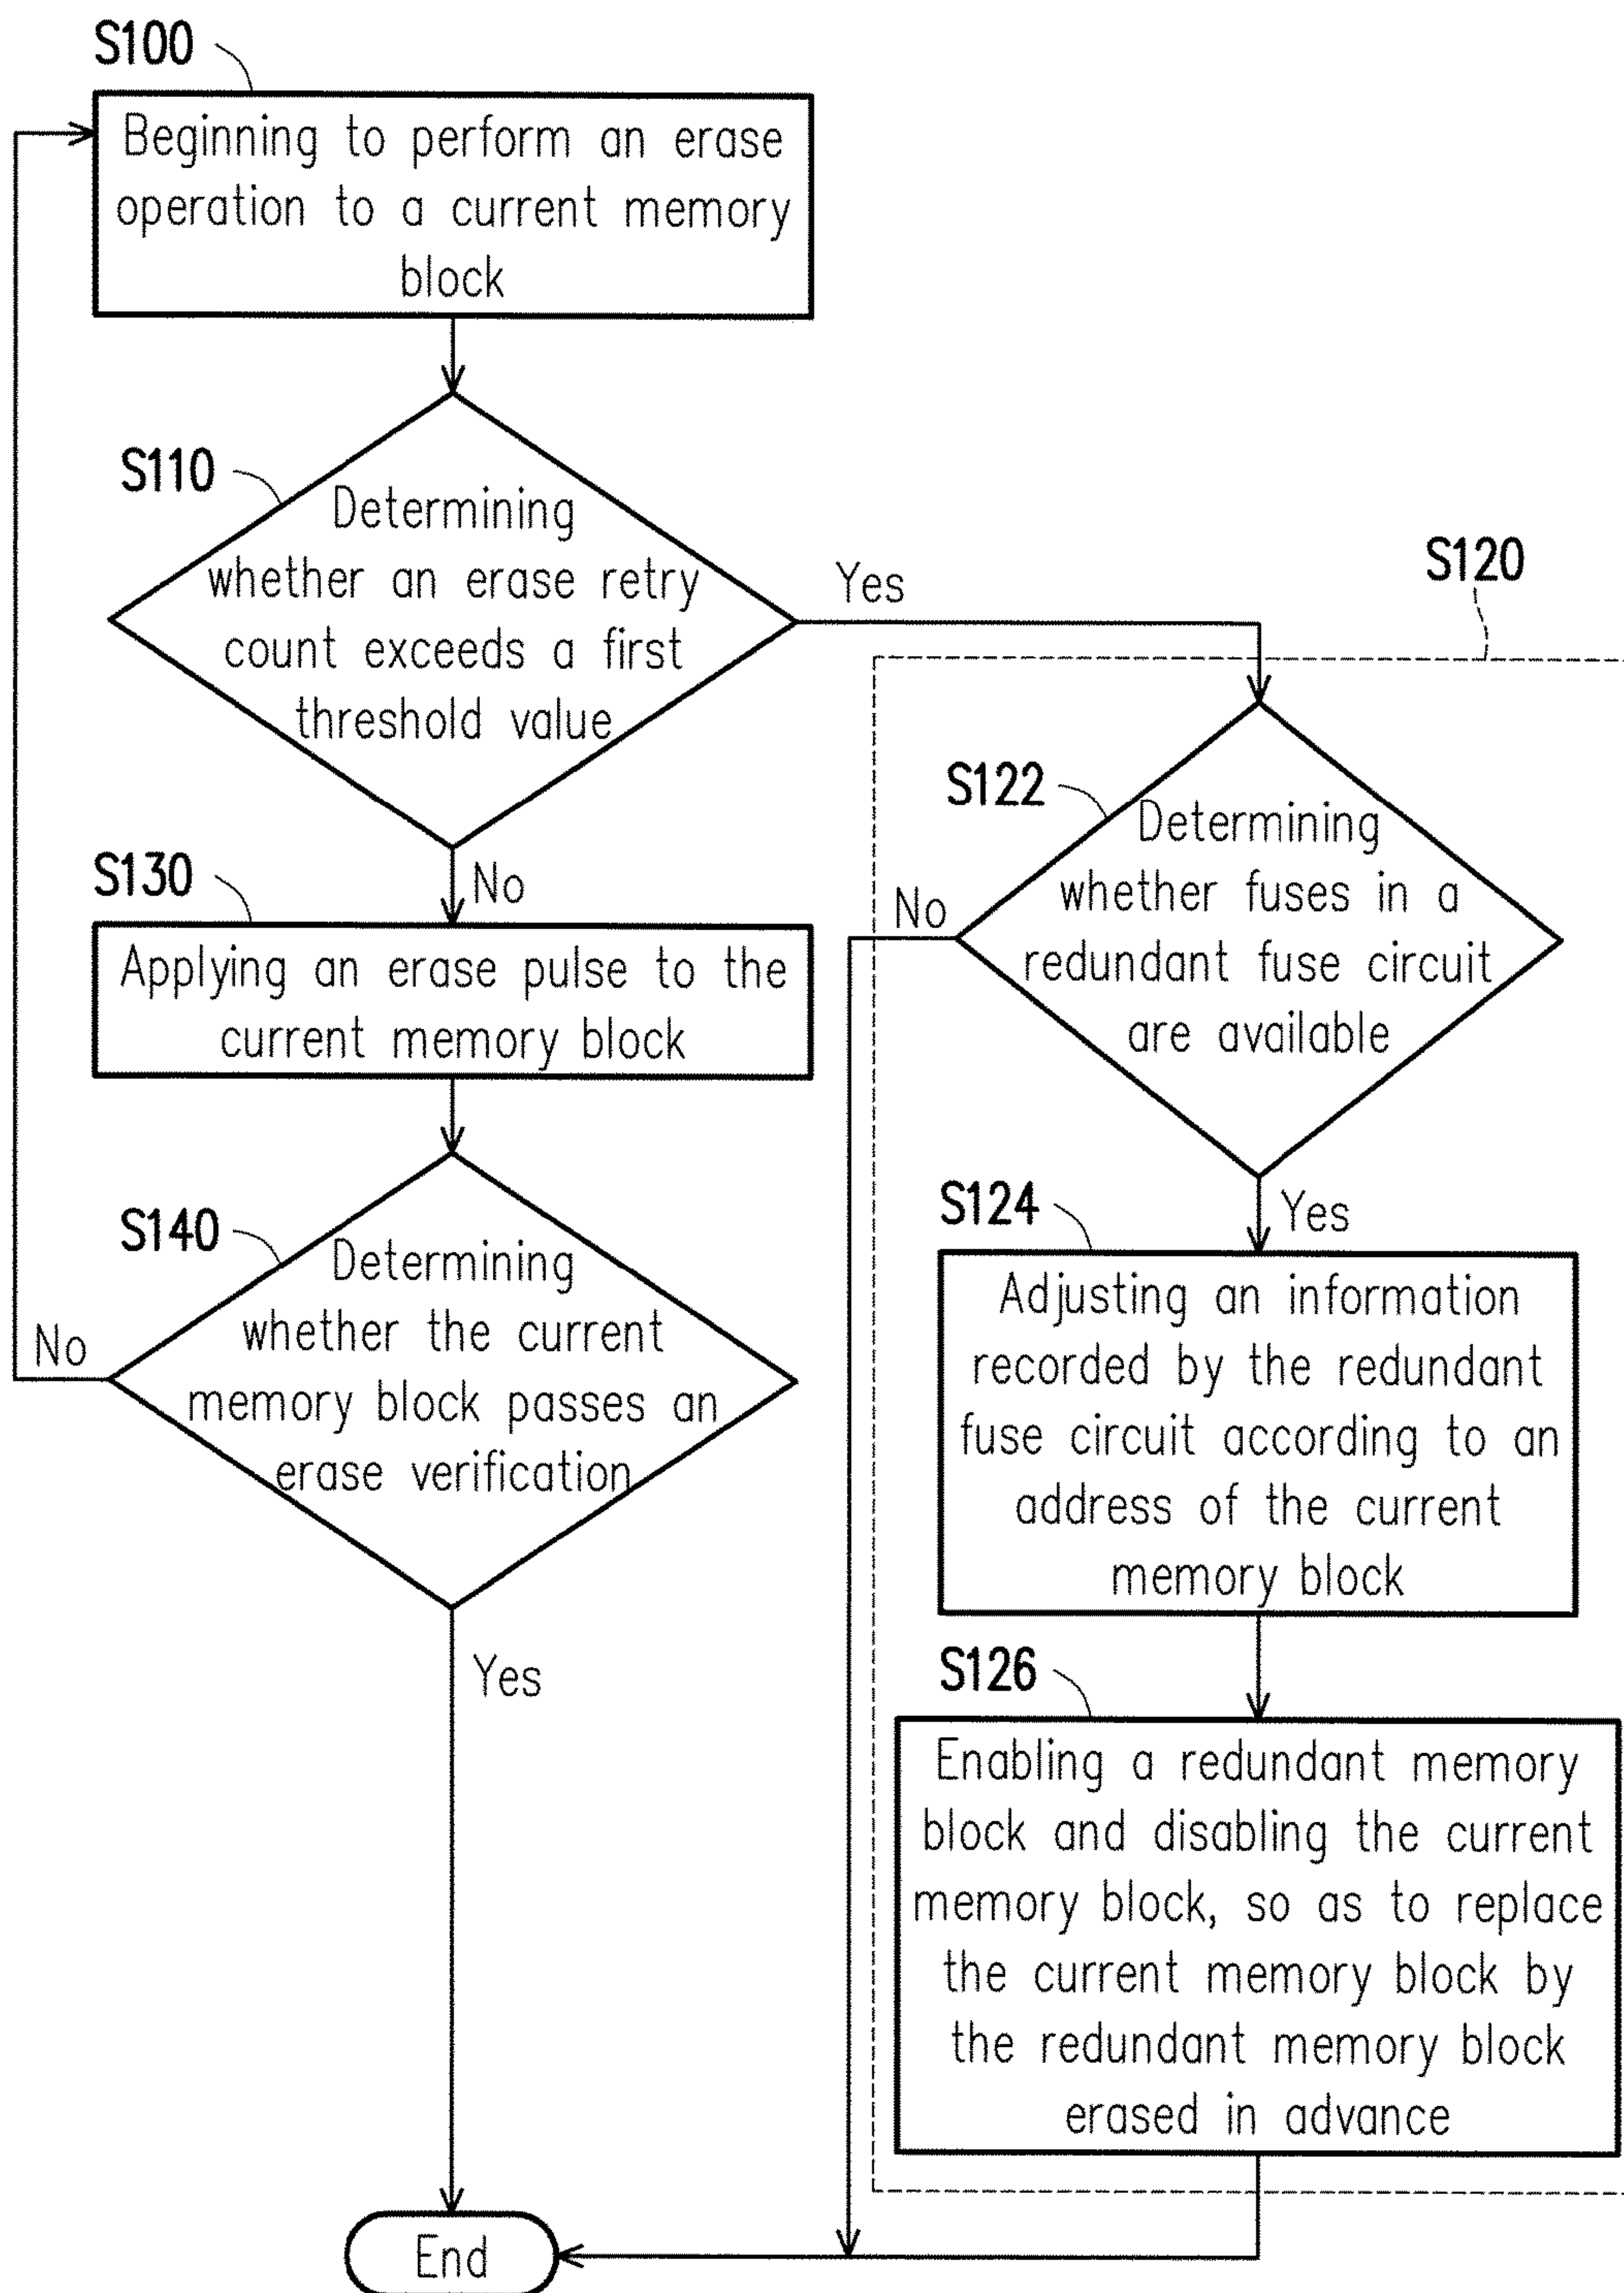 S100
Beginning to perform an erase
operation to a current memory
block
S110
Determining
whether an erase retry
count exceeds a first
threshold value
Yes
No
S120
S122
Determining
whether fuses in a
redundant fuse circuit
are available
No
Yes
S130
Applying an erase pulse to the
current memory block
S140
Determining
whether the current
memory block passes an
erase verification
No
Yes
S124
Adjusting an information
recorded by the redundant
fuse circuit according to an
address of the current
memory block
S126
Enabling a redundant memory
block and disabling the current
memory block, so as to replace
the current memory block by
the redundant memory block
erased in advance
End